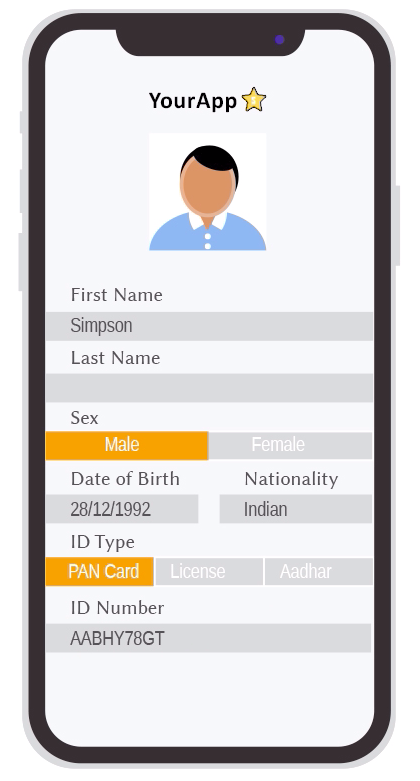 YourApp
First Name
Simpson
Last Name
Sex
Male Female
Date of Birth Nationality
28/12/1992 Indian
ID Type
PAN Card License Aadhar
ID Number
AABHY78GT